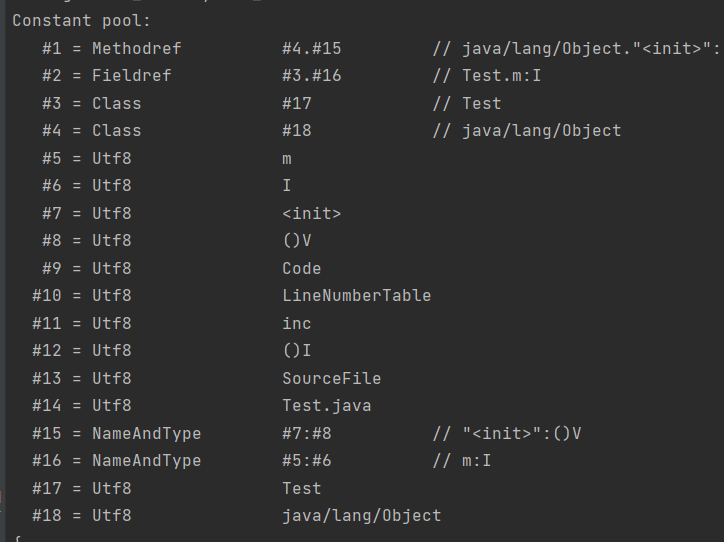 Constant pool:
#1 = Methodref #4.#15 // java/lang/Object."<init>":
#2 = Fieldref #3.#16 // Test.m:I
#3 = Class #17 // Test
#4 = Class #18 // java/lang/Object
#5 = Utf8 m
#6 = Utf8 I
#7 = Utf8 <init>
#8 = Utf8 ()V
#9 = Utf8 Code
#10 = Utf8 LineNumberTable
#11 = Utf8 inc
#12 = Utf8 ()I
#13 = Utf8 SourceFile
#14 = Utf8 Test.java
#15 = NameAndType #7:#8 // "<init>":()V
#16 = NameAndType #5:#6 // m:I
#17 = Utf8 Test
#18 = Utf8 java/lang/Object
{